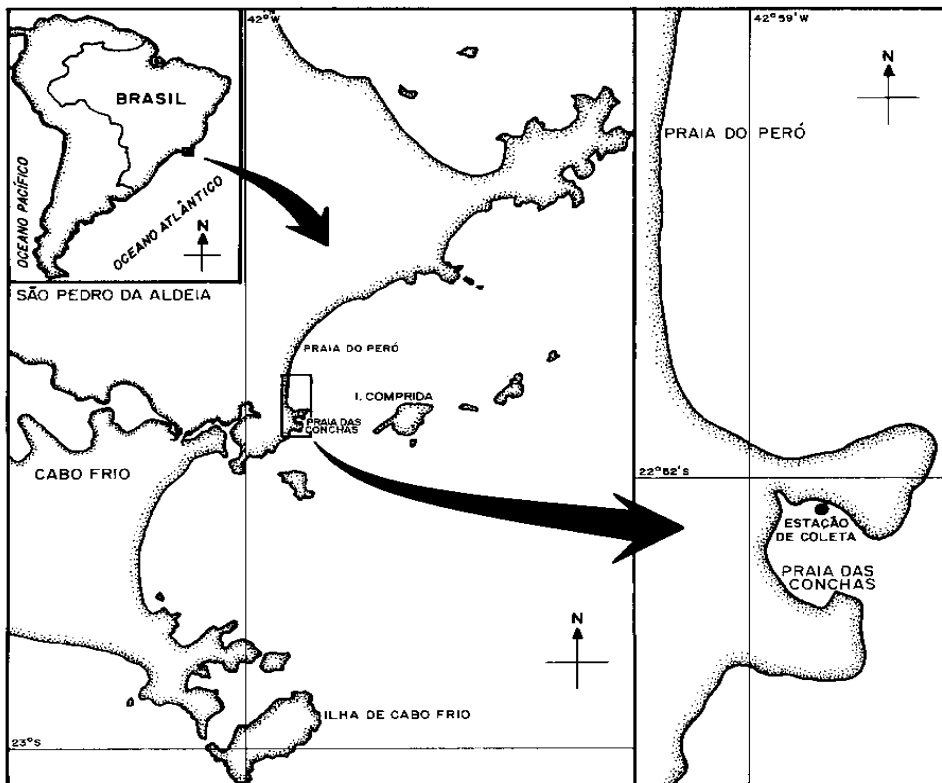 BRASIL
OCEANO PACÍFICO
OCEANO ATLÂNTICO
N
SÃO PEDRO DA ALDEIA
42°W
PRAIA DO PERÓ
I. COMPRIDA
PRAIA DAS
CONCHAS
CABO FRIO
N
ILHA DE CABO FRIO
23°S
42°59'W
N
PRAIA DO PERÓ
22°52'S
ESTAÇÃO
DE COLETA
PRAIA DAS
CONCHAS